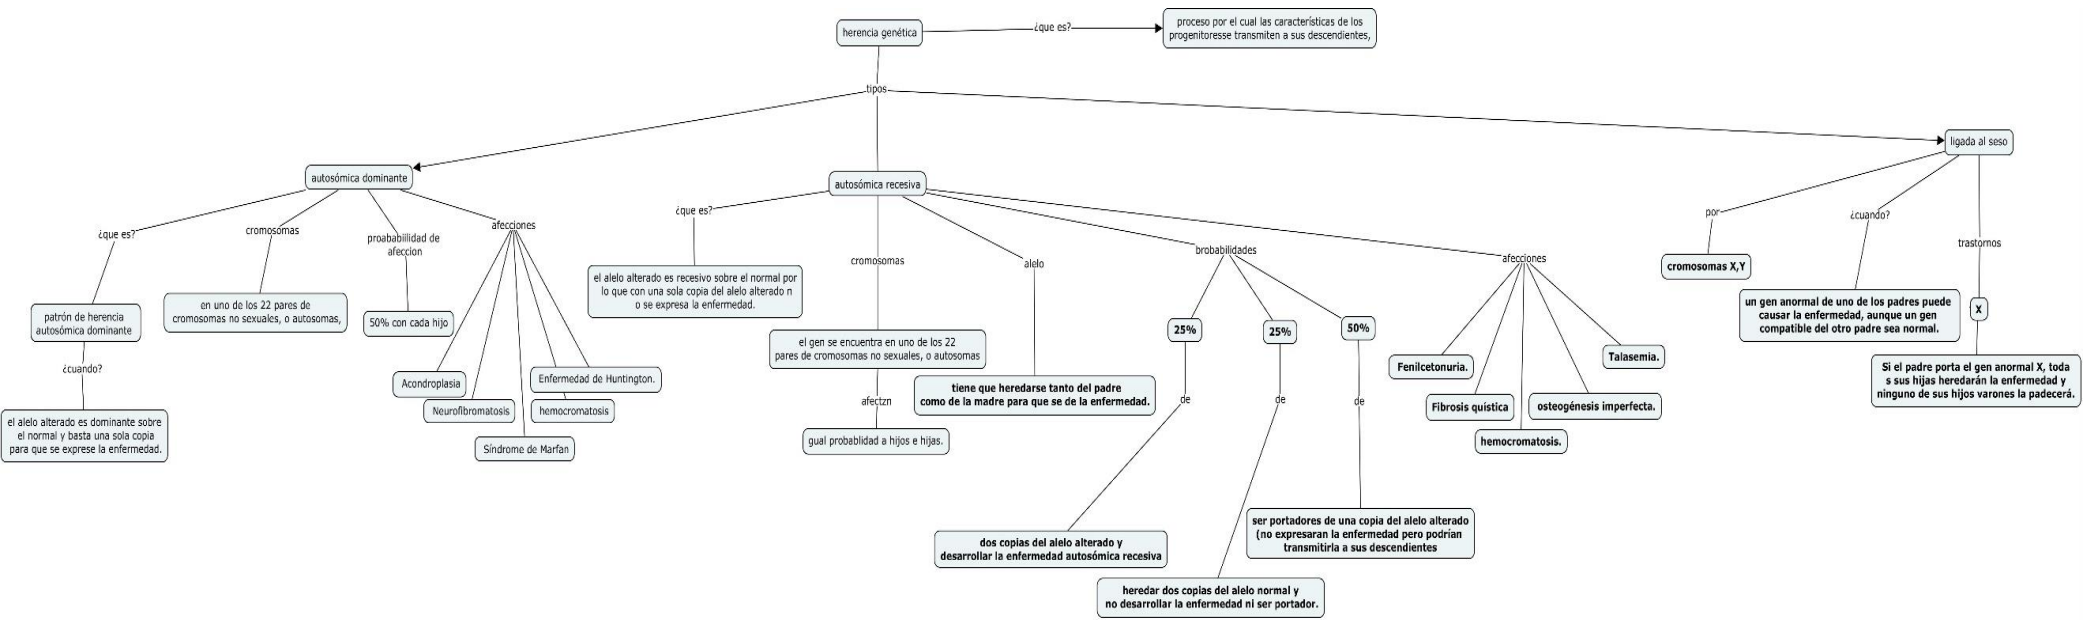 herencia genética
¿que es?
proceso por el cual las características de los
progenitoresse transmiten a sus descendientes,
tipos
autosómica dominante
¿que es?
patrón de herencia
autosómica dominante
¿cuando?
el alelo alterado es dominante sobre
el normal y basta una sola copia
para que se exprese la enfermedad.
cromosomas
en uno de los 22 pares de
cromosomas no sexuales, o autosomas,
proababiilidad de
afeccion
50% con cada hijo
afecciones
Acondroplasia
Neurofibromatosis
Síndrome de Marfan
hemocromatosis
Enfermedad de Huntington.
autosómica recesiva
¿que es?
el alelo alterado es recesivo sobre el normal por
lo que con una sola copia del alelo alterado n
o se expresa la enfermedad.
cromosomas
el gen se encuentra en uno de los 22
pares de cromosomas no sexuales, o autosomas
afectzn
gual probablidad a hijos e hijas.
alelo
tiene que heredarse tanto del padre
como de la madre para que se de la enfermedad.
brobabilidades
25%
de
dos copias del alelo alterado y
desarrollar la enfermedad autosómica recesiva
25%
de
heredar dos copias del alelo normal y
no desarrollar la enfermedad ni ser portador.
50%
de
ser portadores de una copia del alelo alterado
(no expresaran la enfermedad pero podrían
transmitirla a sus descendientes
afecciones
Fenilcetonuria.
Fibrosis quística
hemocromatosis.
osteogénesis imperfecta.
Talasemia.
ligada al seso
por
cromosomas X,Y
¿cuando?
un gen anormal de uno de los padres puede
causar la enfermedad, aunque un gen
compatible del otro padre sea normal.
trastornos
X
Si el padre porta el gen anormal X, toda
s sus hijas heredarán la enfermedad y
ninguno de sus hijos varones la padecerá.